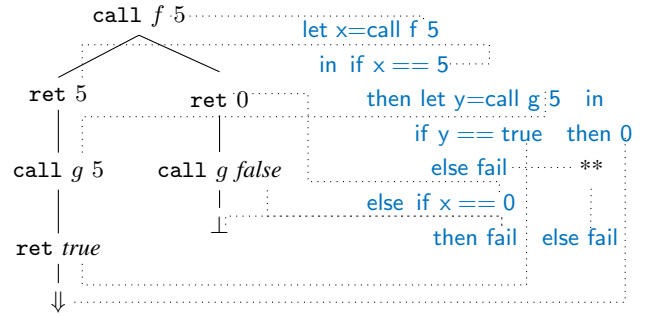 call f 5
let x=call f 5
in if x == 5
ret 5 ret 0 then let y=call g 5 in
if y == true then 0
call g 5 call g false else fail **
else if x == 0
⊥ then fail else fail
ret true
⇓